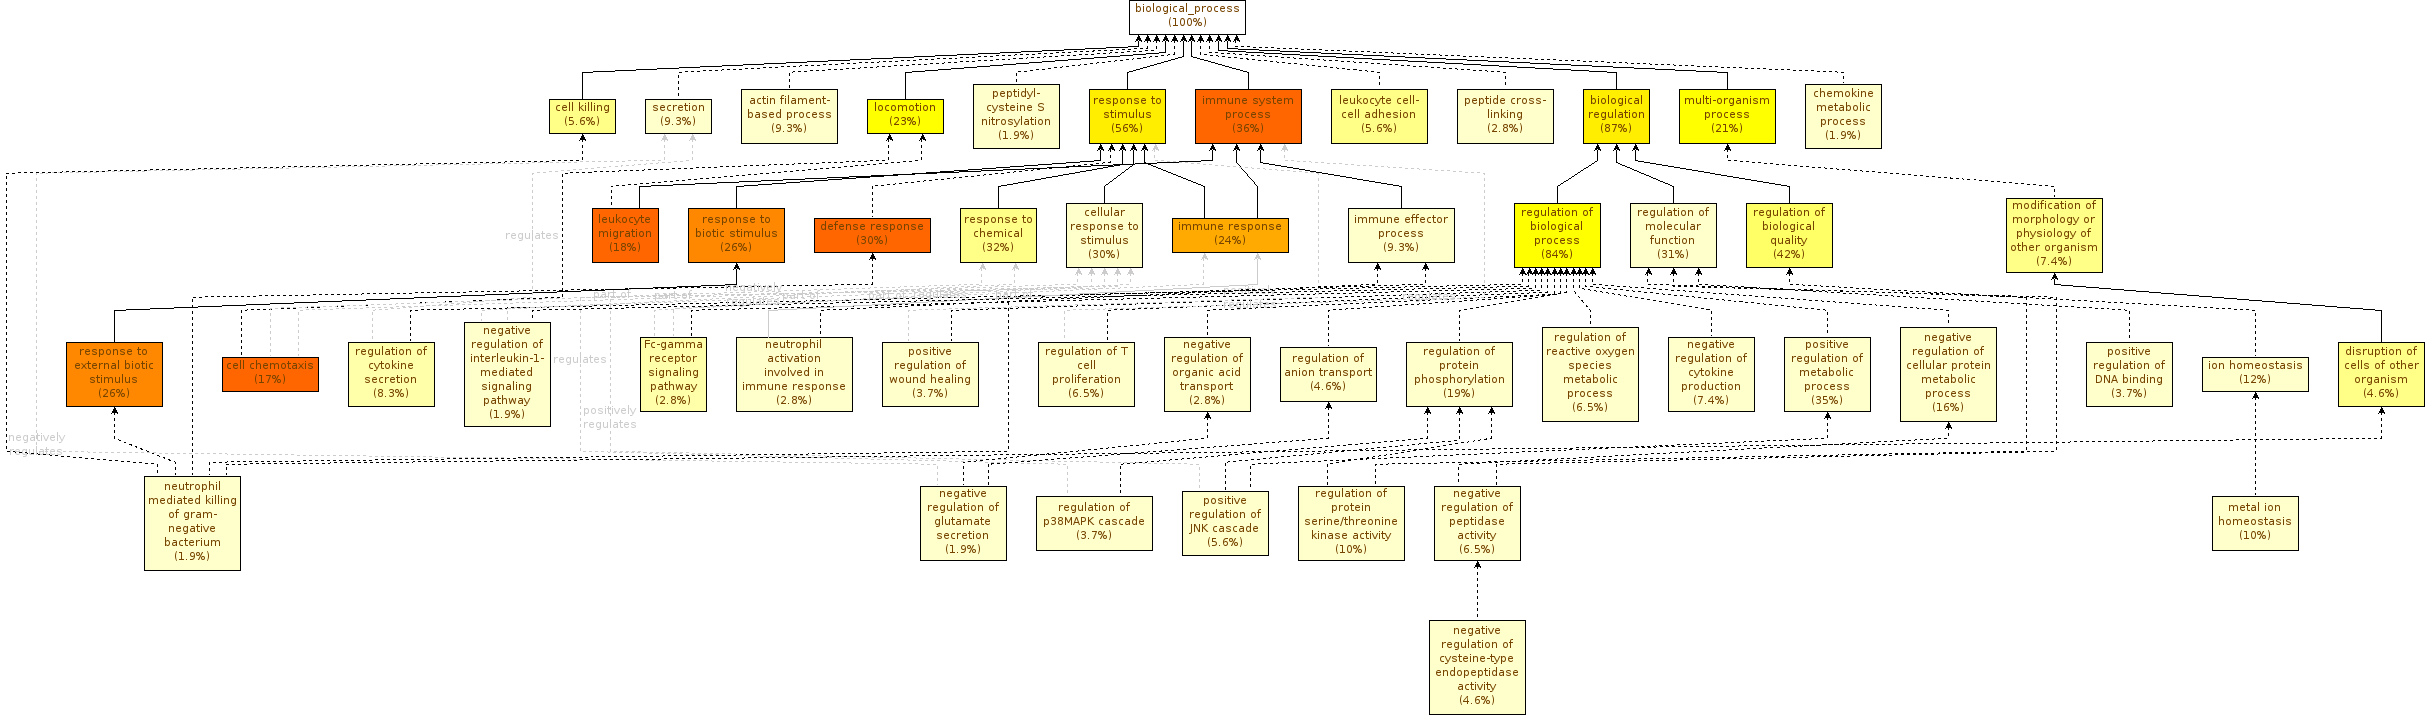 biological_process
(100%)
cell killing
(5.6%)
secretion
(9.3%)
actin filament-
based process
(9.3%)
locomotion
(23%)
peptidyl-
cysteine S
nitrosylation
(1.9%)
response to
stimulus
(56%)
immune system
process
(36%)
leukocyte cell-
cell adhesion
(5.6%)
peptide cross-
linking
(2.8%)
biological
regulation
(87%)
multi-organism
process
(21%)
chemokine
metabolic
process
(1.9%)
regulates
leukocyte
migration
(18%)
response to
biotic stimulus
(26%)
defense response
(30%)
response to
chemical
(32%)
cellular
response to
stimulus
(30%)
immune response
(24%)
immune effector
process
(9.3%)
regulation of
biological
process
(84%)
regulation of
molecular
function
(31%)
regulation of
biological
quality
(42%)
modification of
morphology or
physiology of
other organism
(7.4%)
part of
part of
negatively
response to
external biotic
stimulus
(26%)
cell chemotaxis
(17%)
regulation of
cytokine
secretion
(8.3%)
negative
regulation of
interleukin-1-
mediated
signaling
pathway
(1.9%)
regulates
Fc-gamma
receptor
signaling
pathway
(2.8%)
neutrophil
activation
involved in
immune response
(2.8%)
positive
regulation of
wound healing
(3.7%)
regulation of T
cell
proliferation
(6.5%)
negative
regulation of
organic acid
transport
(2.8%)
regulation of
anion transport
(4.6%)
regulation of
protein
phosphorylation
(19%)
regulation of
reactive oxygen
species
metabolic
process
(6.5%)
negative
regulation of
cytokine
production
(7.4%)
positive
regulation of
metabolic
process
(35%)
negative
regulation of
cellular protein
metabolic
process
(16%)
positive
regulation of
DNA binding
(3.7%)
ion homeostasis
(12%)
disruption of
cells of other
organism
(4.6%)
positively
regulates
negatively
regulates
neutrophil
mediated killing
of gram-
negative
bacterium
(1.9%)
negative
regulation of
glutamate
secretion
(1.9%)
regulation of
p38MAPK cascade
(3.7%)
positive
regulation of
JNK cascade
(5.6%)
regulation of
protein
serine/threonine
kinase activity
(10%)
negative
regulation of
peptidase
activity
(6.5%)
metal ion
homeostasis
(10%)
negative
regulation of
cysteine-type
endopeptidase
activity
(4.6%)